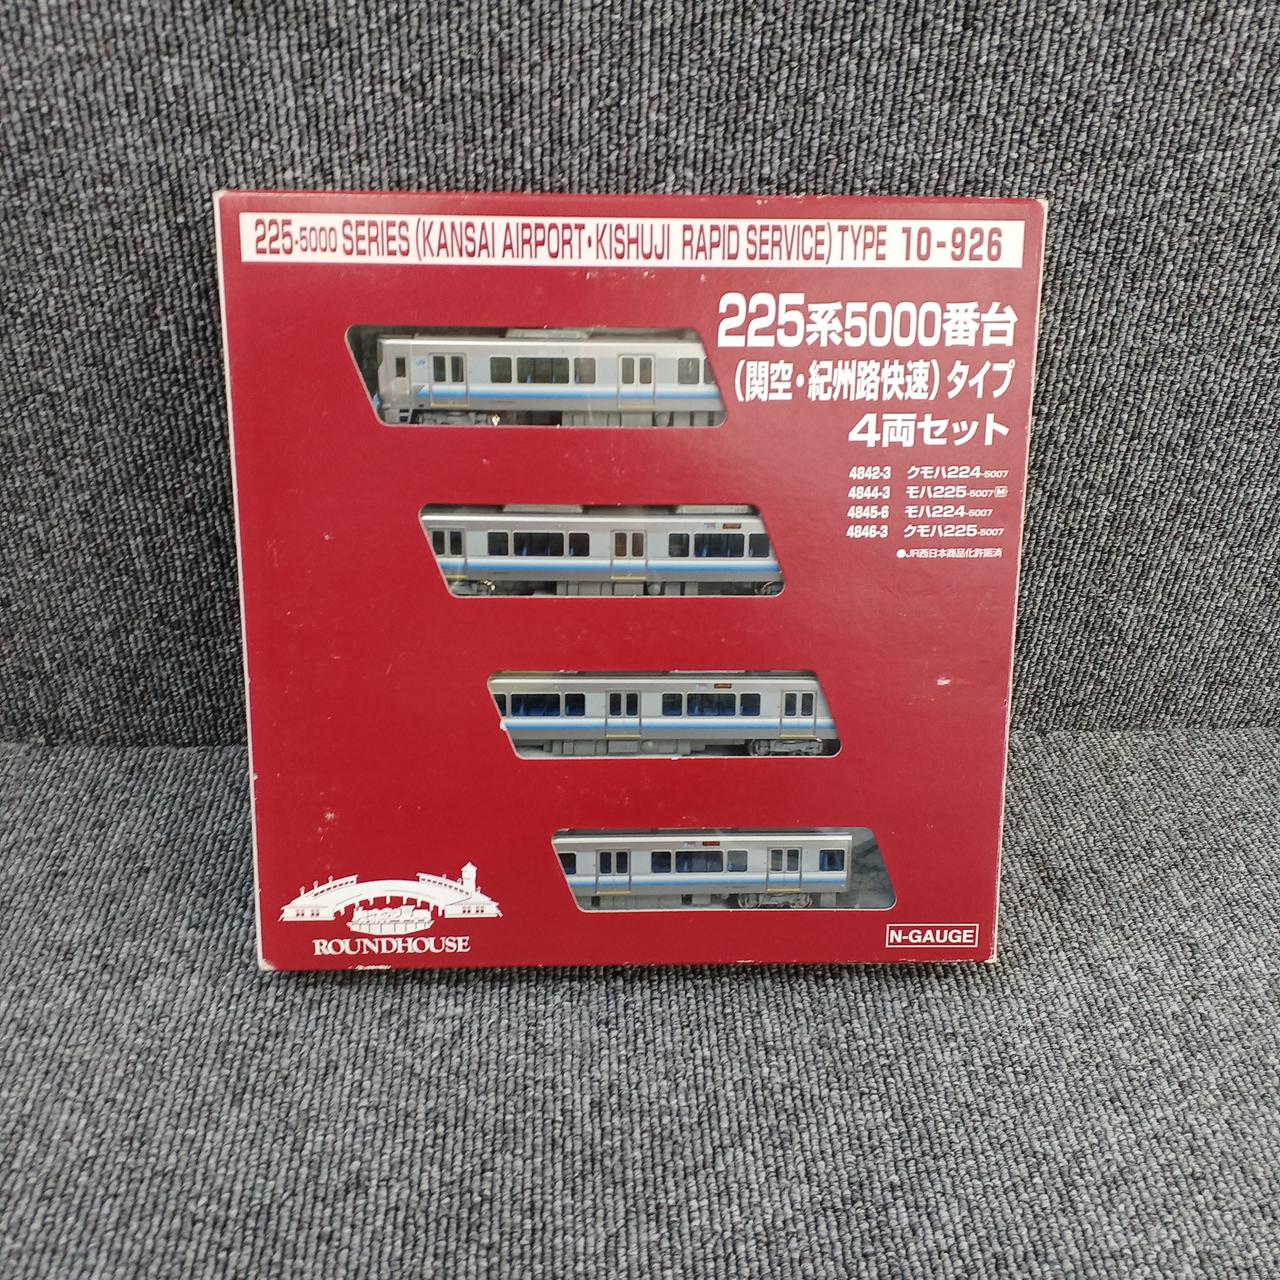 225-5000 SERIES (KANSAI AIRPORT・KISHUJI RAPID SERVICE) TYPE 10-926
225系5000番台
(関空・紀州路快速) タイプ
4両セット
4842-3 クモハ224-5007
4844-3 モハ225-5007 M
4845-6 モハ224-5007
4846-3 クモハ225-5007
●JR西日本商品化許諾済
JR
ROUNDHOUSE
N-GAUGE